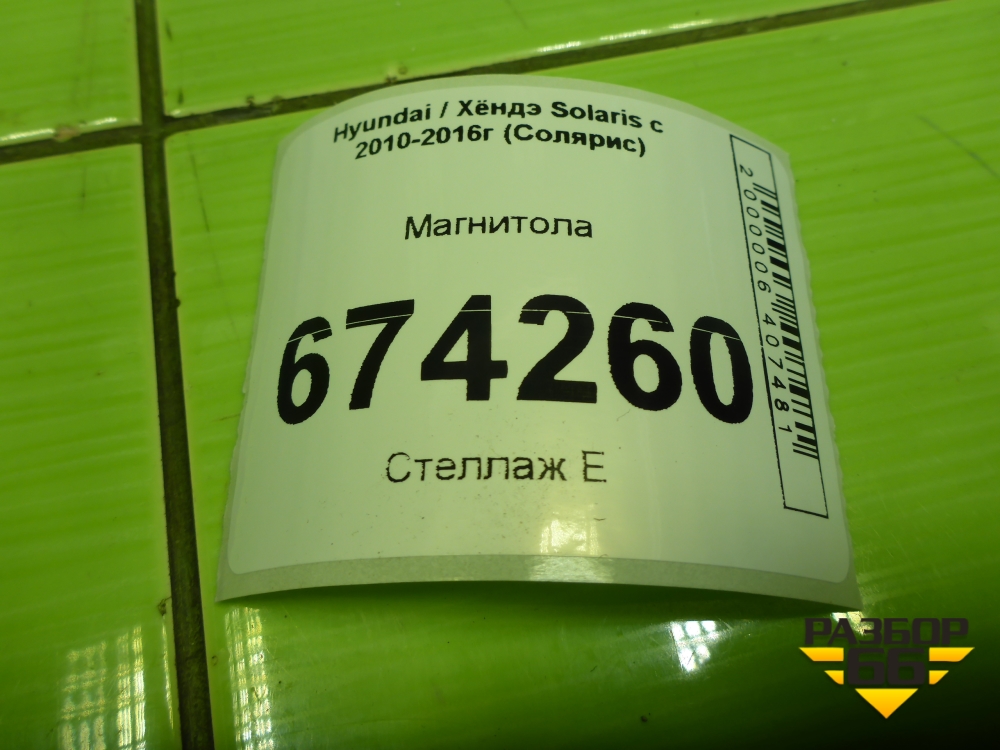 Hyundai / Хёндэ Solaris с
2010-2016г (Солярис)
Магнитола
674260
Стеллаж Е
2000006407481
РАЗБОР
66